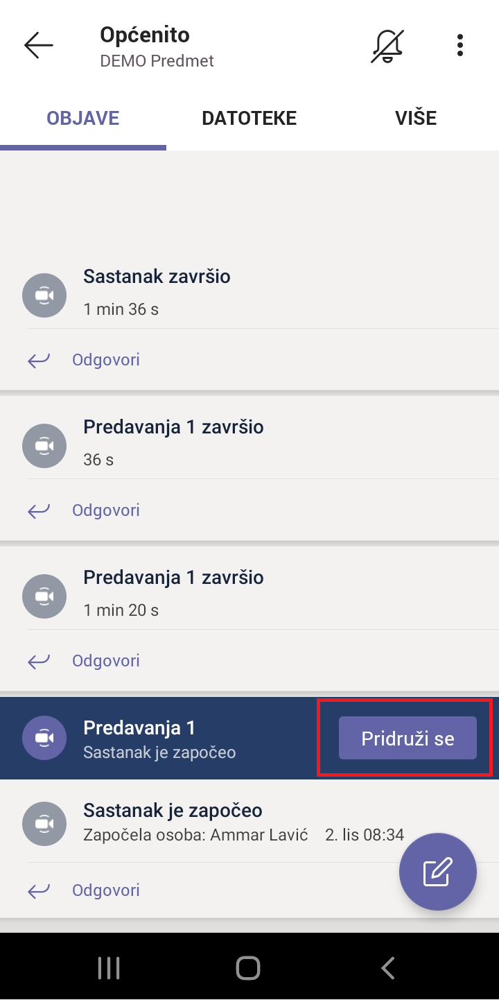 Općenito
DEMO Predmet
OBJAVE DATOTEKE VIŠE
Sastanak završio
1 min 36 s
Odgovori
Predavanja 1 završio
36 s
Odgovori
Predavanja 1 završio
1 min 20 s
Odgovori
Predavanja 1
Sastanak je započeo
Pridruži se
Sastanak je započeo
Započela osoba: Ammar Lavić 2. lis 08:34
Odgovori